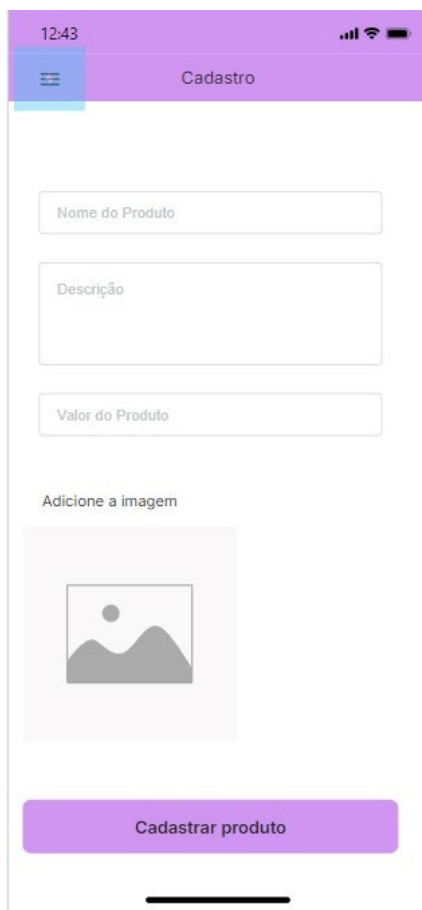 12:43
Cadastro
Nome do Produto
Descrição
Valor do Produto
Adicione a imagem
Cadastrar produto